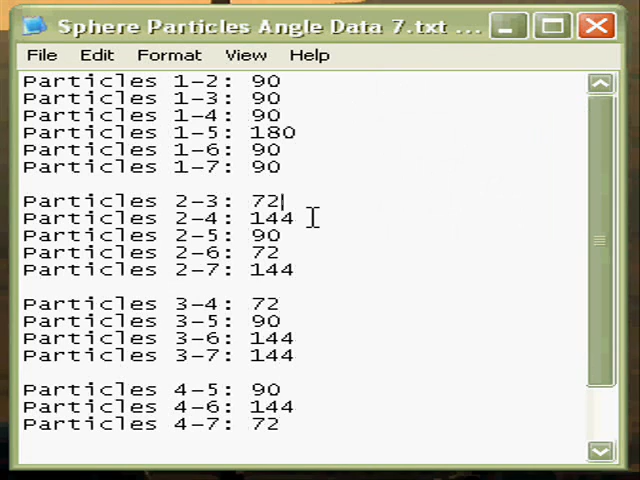 Sphere Particles Angle Data 7.txt ...
File Edit Format View Help
Particles 1-2: 90
Particles 1-3: 90
Particles 1-4: 90
Particles 1-5: 180
Particles 1-6: 90
Particles 1-7: 90
Particles 2-3: 72
Particles 2-4: 144
Particles 2-5: 90
Particles 2-6: 72
Particles 2-7: 144
Particles 3-4: 72
Particles 3-5: 90
Particles 3-6: 144
Particles 3-7: 144
Particles 4-5: 90
Particles 4-6: 144
Particles 4-7: 72